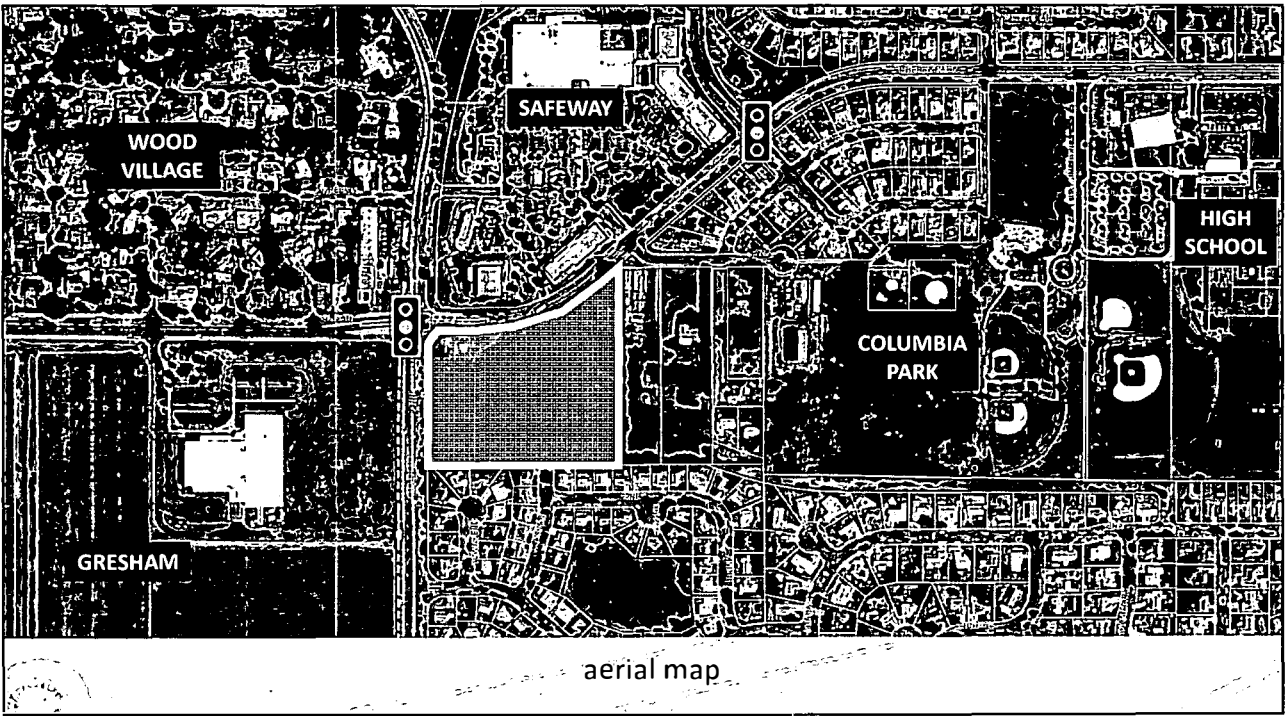 SAFEWAY
WOOD
VILLAGE
HIGH
SCHOOL
COLUMBIA
PARK
GRESHAM
aerial map